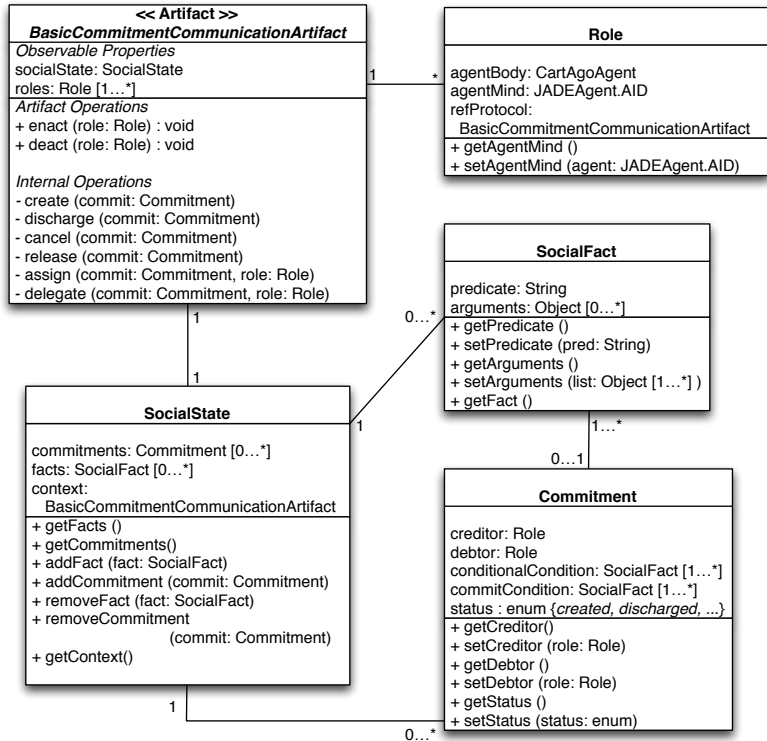 << Artifact >>
BasicCommitmentCommunicationArtifact
Observable Properties
socialState: SocialState
roles: Role [1...*]
Artifact Operations
+ enact (role: Role) : void
+ deact (role: Role) : void
Internal Operations
- create (commit: Commitment)
- discharge (commit: Commitment)
- cancel (commit: Commitment)
- release (commit: Commitment)
- assign (commit: Commitment, role: Role)
- delegate (commit: Commitment, role: Role)
1
*
Role
agentBody: CartAgoAgent
agentMind: JADEAgent.AID
refProtocol:
BasicCommitmentCommunicationArtifact
+ getAgentMind ()
+ setAgentMind (agent: JADEAgent.AID)
SocialFact
predicate: String
arguments: Object [0...*]
+ getPredicate ()
+ setPredicate (pred: String)
+ getArguments ()
+ setArguments (list: Object [1...*] )
+ getFact ()
1
1
0...*
1
SocialState
commitments: Commitment [0...*]
facts: SocialFact [0...*]
context:
BasicCommitmentCommunicationArtifact
+ getFacts ()
+ getCommitments()
+ addFact (fact: SocialFact)
+ addCommitment (commit: Commitment)
+ removeFact (fact: SocialFact)
+ removeCommitment
(commit: Commitment)
+ getContext()
1...*
0...1
Commitment
creditor: Role
debtor: Role
conditionalCondition: SocialFact [1...*]
commitCondition: SocialFact [1...*]
status : enum {created, discharged, ...}
+ getCreditor()
+ setCreditor (role: Role)
+ getDebtor ()
+ setDebtor (role: Role)
+ getStatus ()
+ setStatus (status: enum)
1
0...*